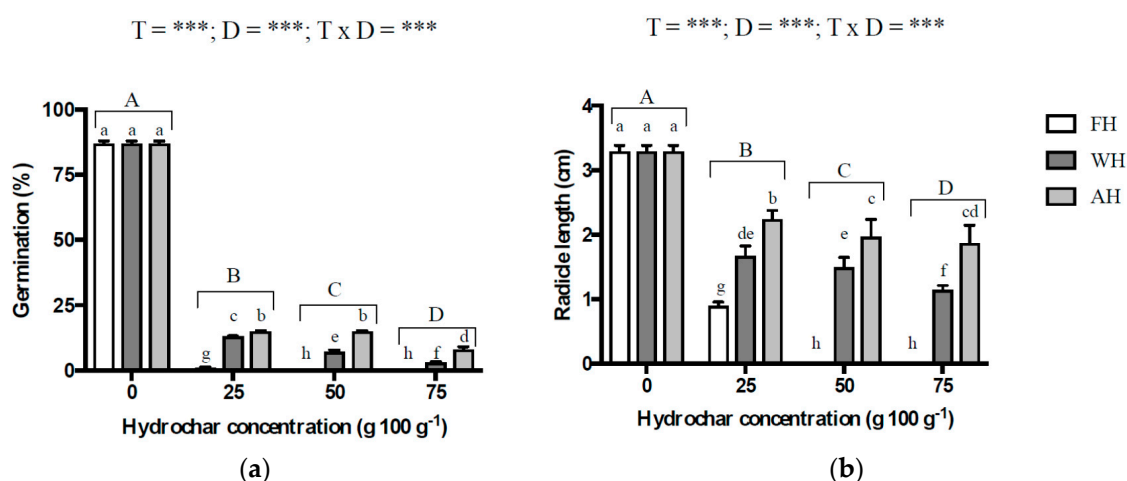 T = ***; D = ***; T x D = ***
A
a a a
B
g c b
C
h e b
D
h f d
100
75
50
25
0
Germination (%)
0 25 50 75
Hydrochar concentration (g 100 g⁻¹)
(a)
T = ***; D = ***; T x D = ***
A
a a a
B
g de b
C
h e c
D
h f cd
4
3
2
1
0
Radicle length (cm)
0 25 50 75
Hydrochar concentration (g 100 g⁻¹)
(b)
FH
WH
AH